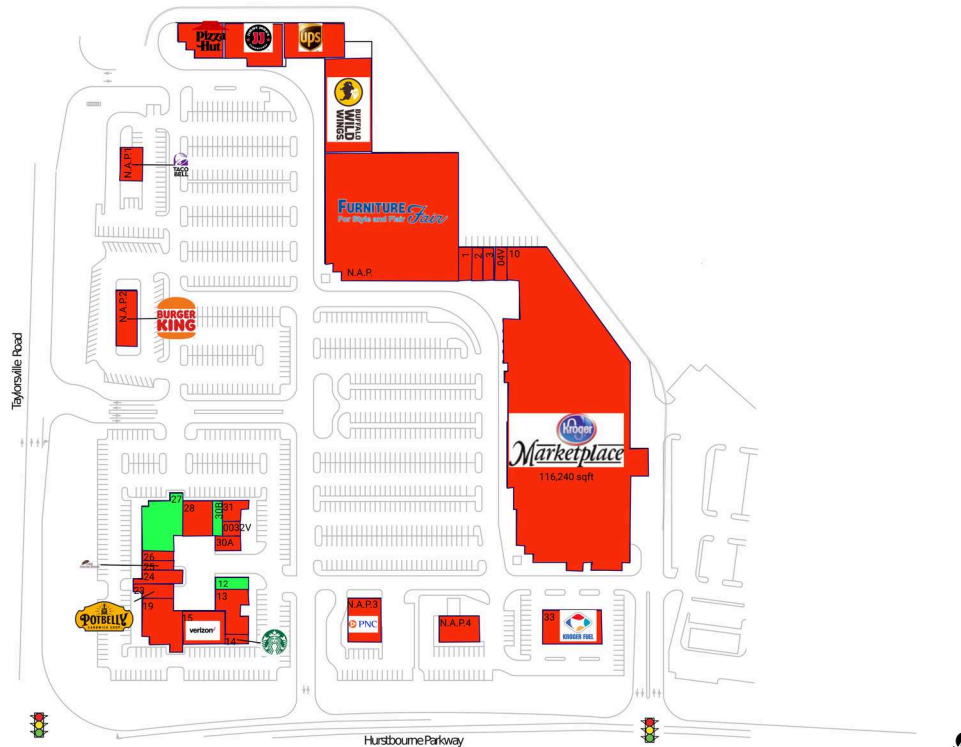 Pizza
Hut
JIMMY JOHN'S
JJ
ups
BUFFALO
WILD
WINGS
N.A.P.1
TACO
BELL
FURNITURE
Fair
For Style and Flair
N.A.P.
1
2
3
04V
10
N.A.P.2
BURGER
KING
Taylorsville Road
Kroger
Marketplace
116,240 sqft
27
28
30B
31
0032V
30A
26
25
24
23
19
12
13
15
14
POTBELLY
SANDWICH SHOP
verizon
N.A.P.3
PNC
N.A.P.4
33
KROGER FUEL
Hurstbourne Parkway